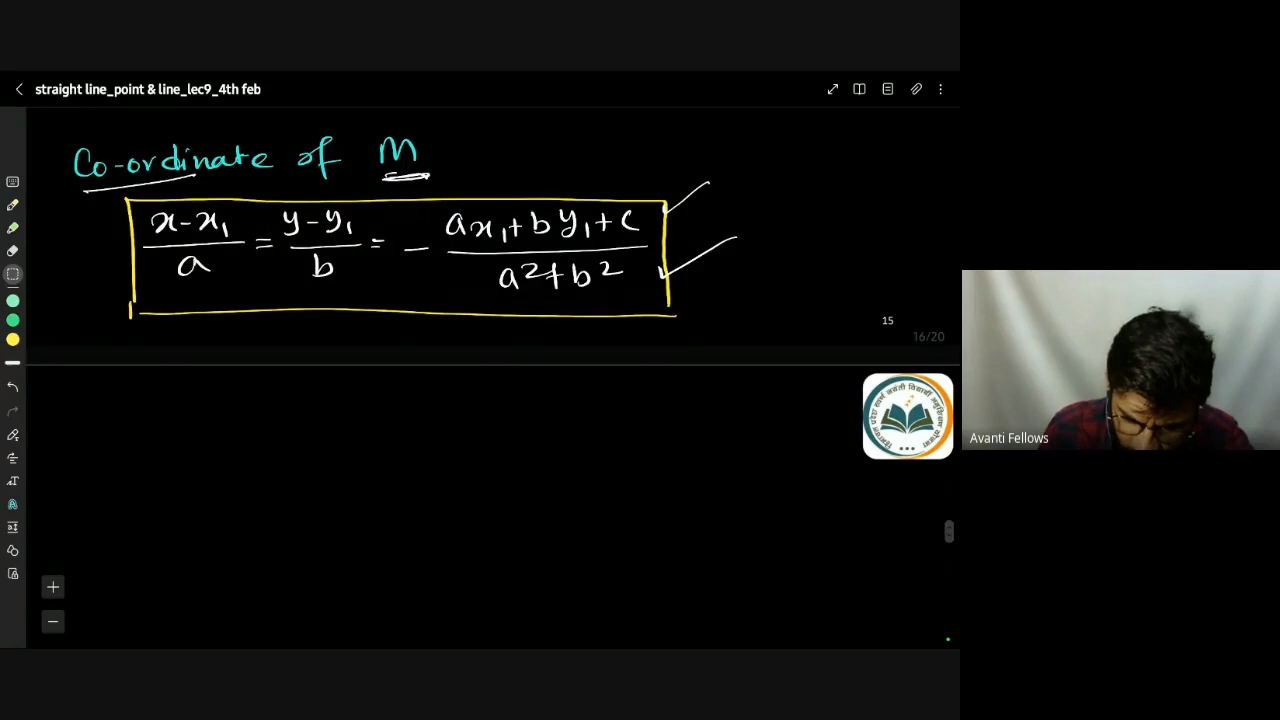 straight line_point & line_lec9_4th feb
Co-ordinate of M
x-x₁/a = y-y₁/b = - ax₁+by₁+c/a²+b²
15
16/20
Avanti Fellows